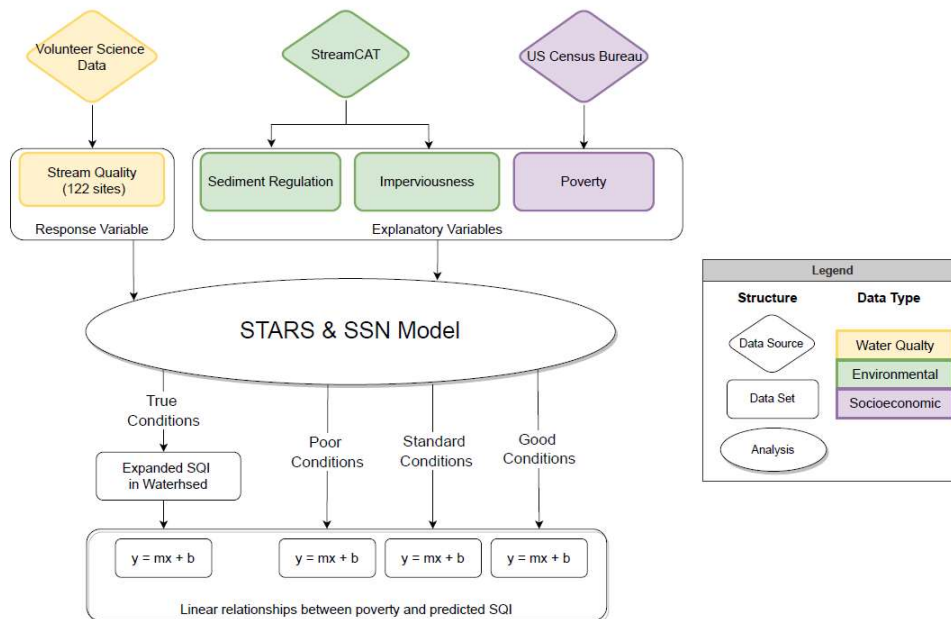 Volunteer Science
Data
StreamCAT
US Census Bureau
Stream Quality
(122 sites)
Sediment Regulation
Imperviousness
Poverty
Response Variable
Explanatory Variables
STARS & SSN Model
True
Conditions
Poor
Conditions
Standard
Conditions
Good
Conditions
Expanded SQI
in Waterhsed
y = mx + b
y = mx + b
y = mx + b
y = mx + b
Linear relationships between poverty and predicted SQI
Legend
Structure
Data Type
Data Source
Water Qualty
Environmental
Socioeconomic
Data Set
Analysis